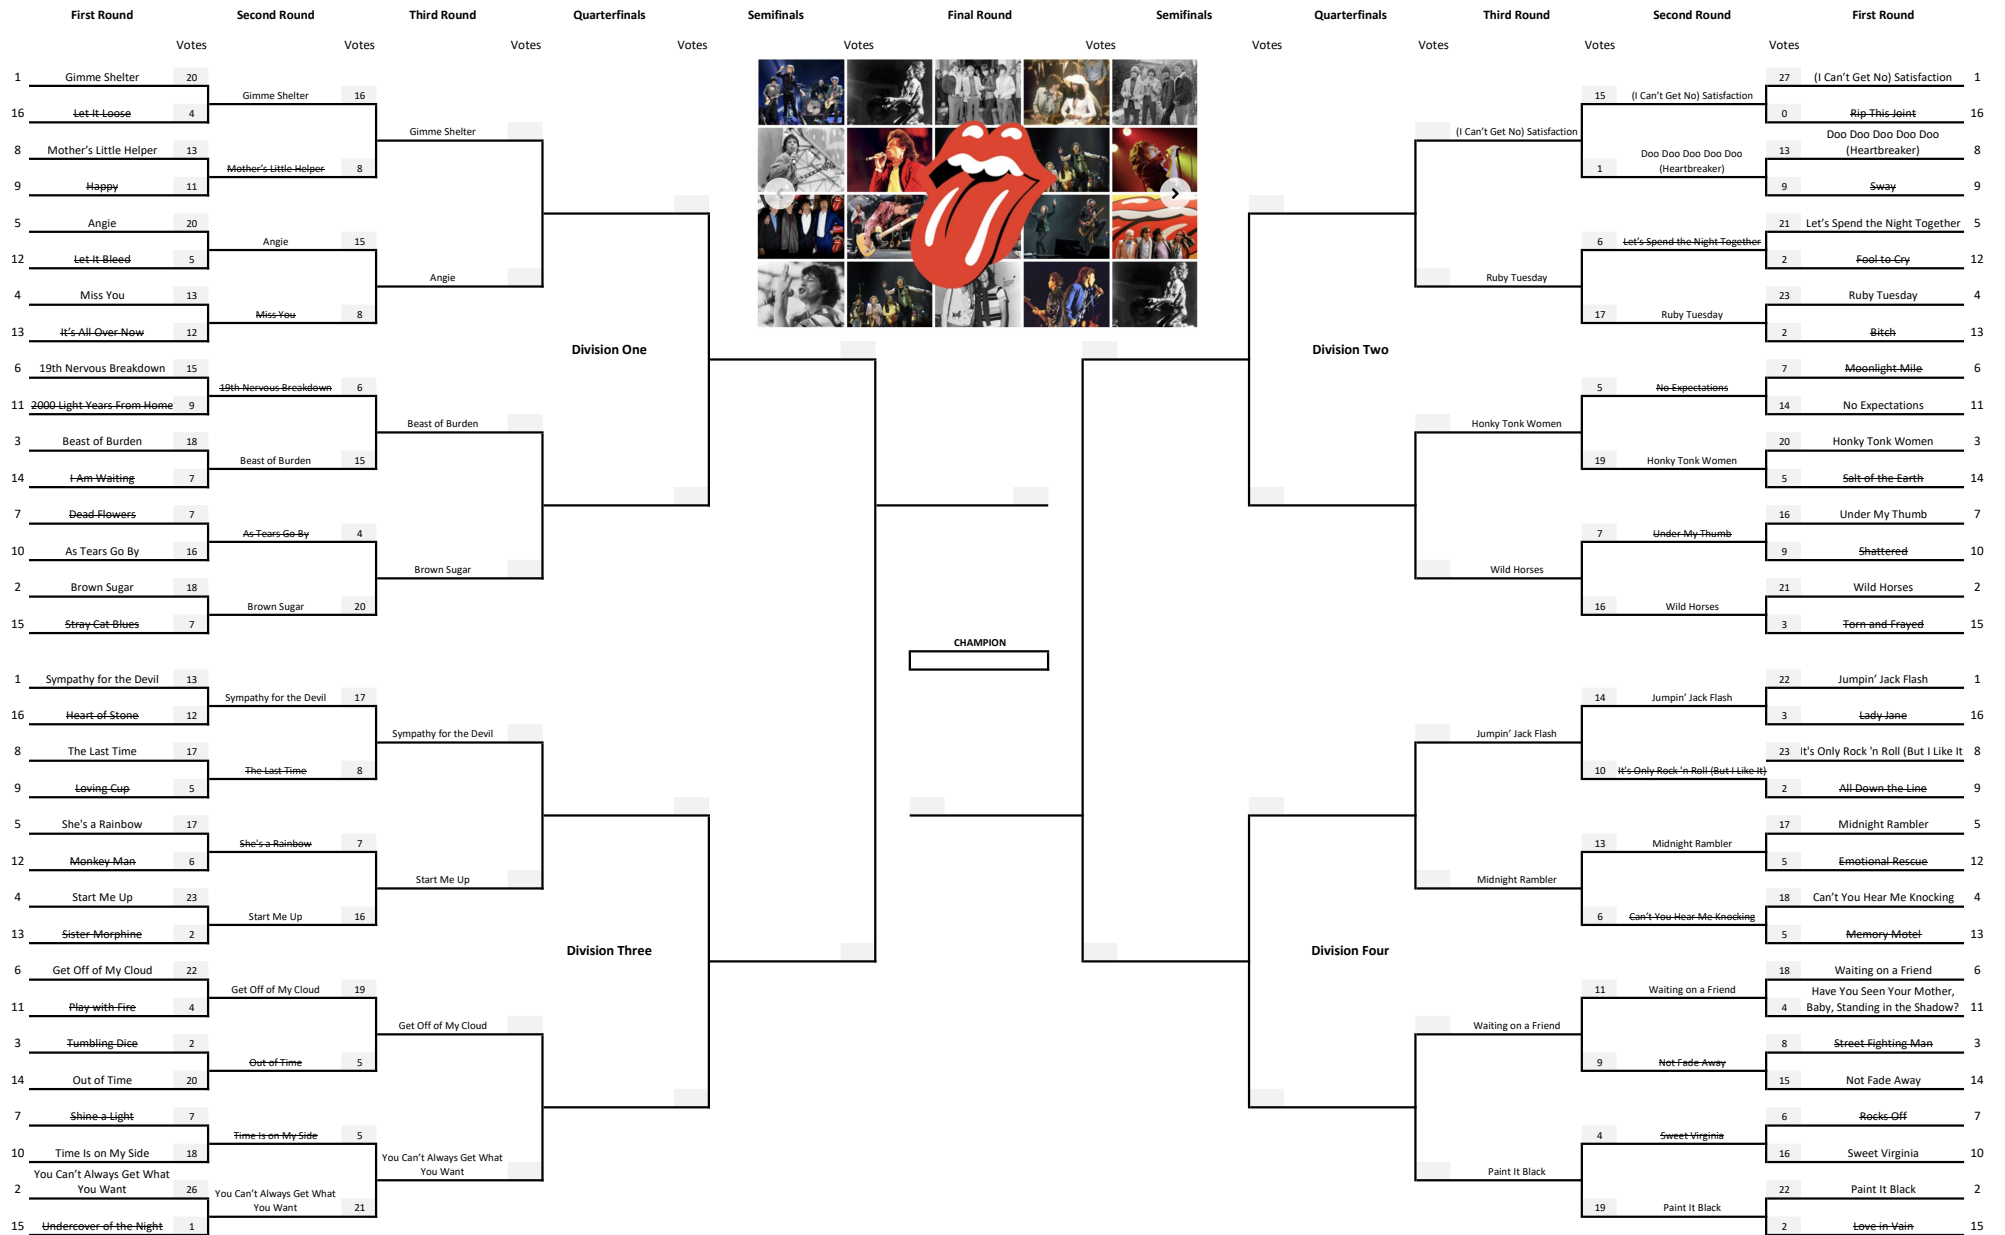 First Round Second Round Third Round Quarterfinals Semifinals Final Round Semifinals Quarterfinals Third Round Second Round First Round
Votes Votes Votes Votes Votes Votes Votes Votes Votes Votes
1 Gimme Shelter 20
Gimme Shelter 16
16 Let It Loose 4
Gimme Shelter
8 Mother's Little Helper 13
Mother's Little Helper 8
9 Happy 11
5 Angie 20
Angie 15
12 Let It Bleed 5
Angie
4 Miss You 13
Miss You 8
13 It's All Over Now 12
Division One
6 19th Nervous Breakdown 15
19th Nervous Breakdown 6
11 2000 Light Years From Home 9
Beast of Burden
3 Beast of Burden 18
Beast of Burden 15
14 I Am Waiting 7
7 Dead Flowers 7
As Tears Go By 4
10 As Tears Go By 16
Brown Sugar
2 Brown Sugar 18
Brown Sugar 20
15 Stray Cat Blues 7
27 (I Can't Get No) Satisfaction 1
15 (I Can't Get No) Satisfaction
0 Rip This Joint 16
(I Can't Get No) Satisfaction
Doo Doo Doo Doo Doo
13 (Heartbreaker) 8
Doo Doo Doo Doo Doo
1 (Heartbreaker)
9 Sway 9
21 Let's Spend the Night Together 5
6 Let's Spend the Night Together
2 Fool to Cry 12
Ruby Tuesday
23 Ruby Tuesday 4
17 Ruby Tuesday
2 Bitch 13
Division Two
7 Moonlight Mile 6
5 No Expectations
14 No Expectations 11
Honky Tonk Women
20 Honky Tonk Women 3
19 Honky Tonk Women
5 Salt of the Earth 14
16 Under My Thumb 7
7 Under My Thumb
9 Shattered 10
Wild Horses
21 Wild Horses 2
16 Wild Horses
3 Torn and Frayed 15
CHAMPION
1 Sympathy for the Devil 13
Sympathy for the Devil 17
16 Heart of Stone 12
Sympathy for the Devil
8 The Last Time 17
The Last Time 8
9 Loving Cup 5
5 She's a Rainbow 17
She's a Rainbow 7
12 Monkey Man 6
Start Me Up
4 Start Me Up 23
Start Me Up 16
13 Sister Morphine 2
Division Three
6 Get Off of My Cloud 22
Get Off of My Cloud 19
11 Play with Fire 4
Get Off of My Cloud
3 Tumbling Dice 2
Out of Time 5
14 Out of Time 20
7 Shine a Light 7
Time Is on My Side 5
10 Time Is on My Side 18
You Can't Always Get What
You Want
You Can't Always Get What
2 You Want 26
You Can't Always Get What
You Want 21
15 Undercover of the Night 1
22 Jumpin' Jack Flash 1
14 Jumpin' Jack Flash
3 Lady Jane 16
Jumpin' Jack Flash
23 It's Only Rock 'n Roll (But I Like It 8
10 It's Only Rock 'n Roll (But I Like It)
2 All Down the Line 9
17 Midnight Rambler 5
13 Midnight Rambler
5 Emotional Rescue 12
Midnight Rambler
18 Can't You Hear Me Knocking 4
6 Can't You Hear Me Knocking
5 Memory Motel 13
Division Four
18 Waiting on a Friend 6
11 Waiting on a Friend
Have You Seen Your Mother,
4 Baby, Standing in the Shadow? 11
Waiting on a Friend
8 Street Fighting Man 3
9 Not Fade Away
15 Not Fade Away 14
6 Rocks Off 7
4 Sweet Virginia
16 Sweet Virginia 10
Paint It Black
22 Paint It Black 2
19 Paint It Black
2 Love in Vain 15